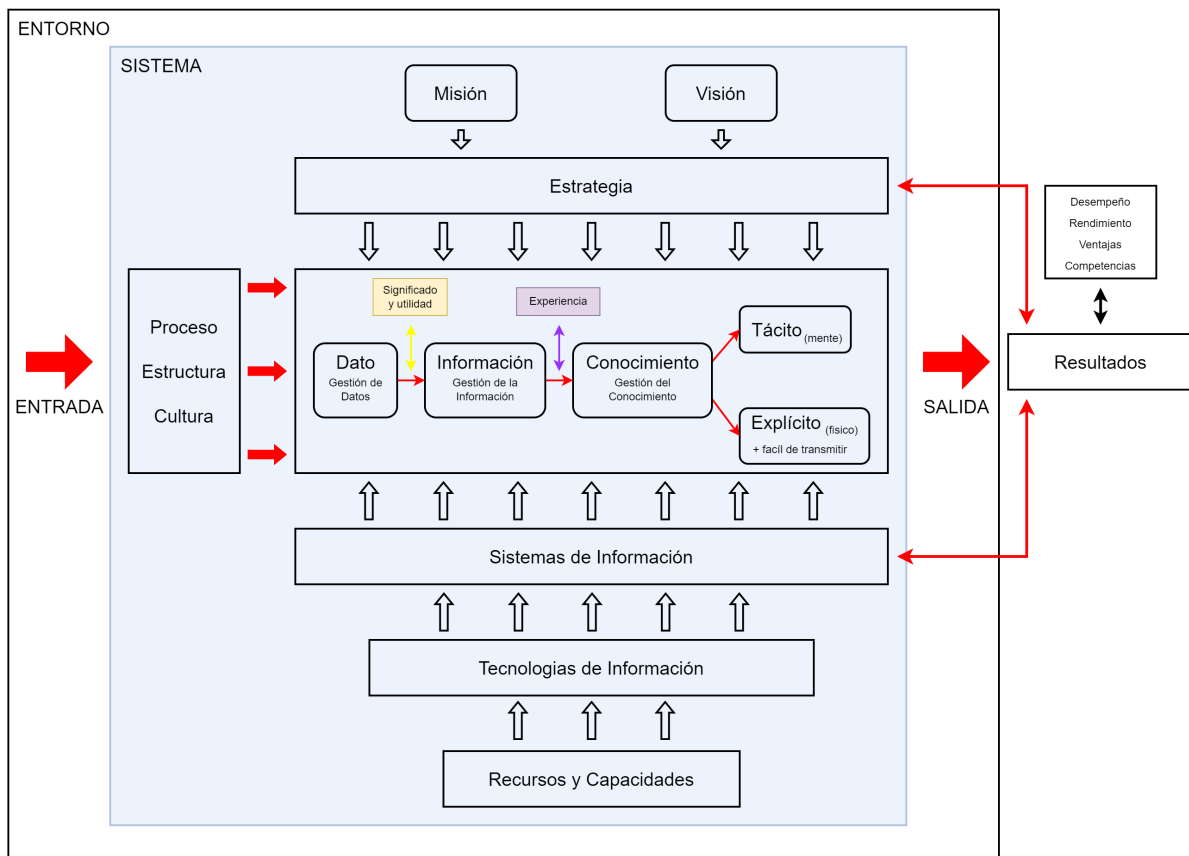 ENTORNO
SISTEMA
Misión
Visión
Estrategia
Desempeño
Rendimiento
Ventajas
Competencias
Proceso
Estructura
Cultura
Significado
y utilidad
Experiencia
Dato
Gestión de
Datos
Información
Gestión de la
Información
Conocimiento
Gestión del
Conocimiento
Tácito (mente)
Explícito (fisico)
+ facíl de transmitir
ENTRADA
SALIDA
Resultados
Sistemas de Información
Tecnologias de Información
Recursos y Capacidades